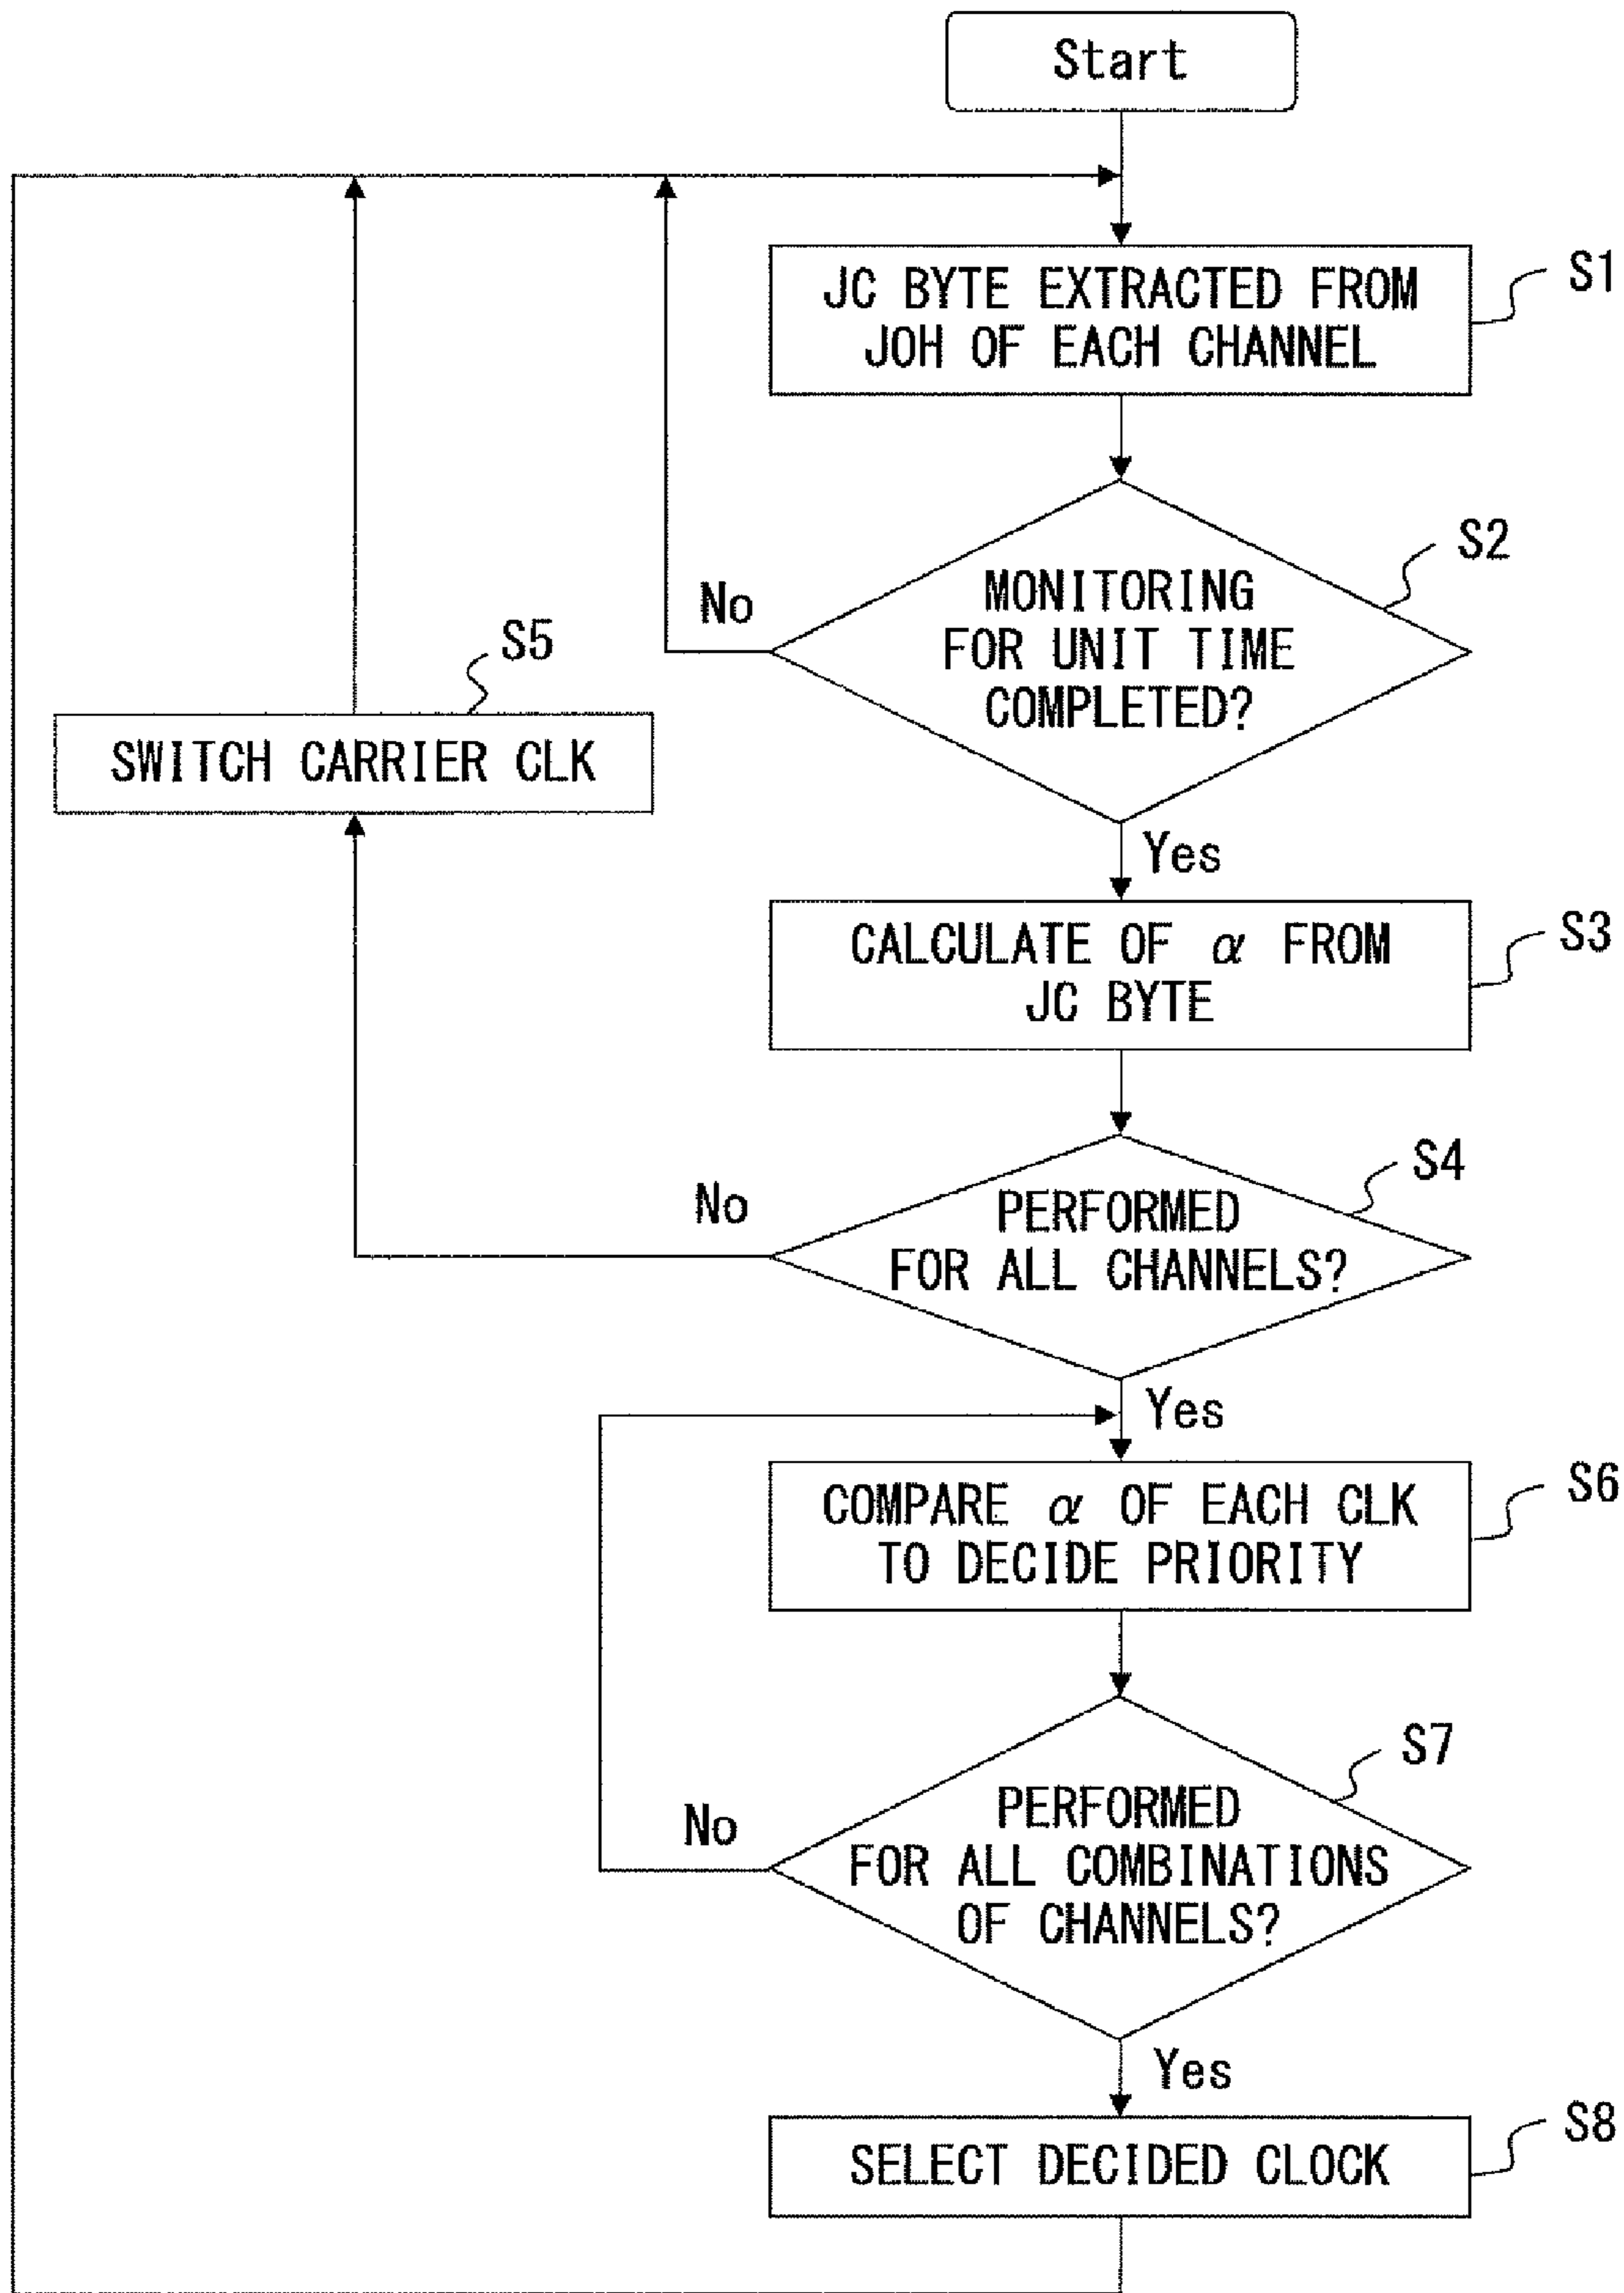 Start
JC BYTE EXTRACTED FROM
JOH OF EACH CHANNEL
S1
MONITORING
FOR UNIT TIME
COMPLETED?
S2
No
Yes
S5
SWITCH CARRIER CLK
CALCULATE OF α FROM
JC BYTE
S3
PERFORMED
FOR ALL CHANNELS?
S4
No
Yes
COMPARE α OF EACH CLK
TO DECIDE PRIORITY
S6
PERFORMED
FOR ALL COMBINATIONS
OF CHANNELS?
S7
No
Yes
SELECT DECIDED CLOCK
S8